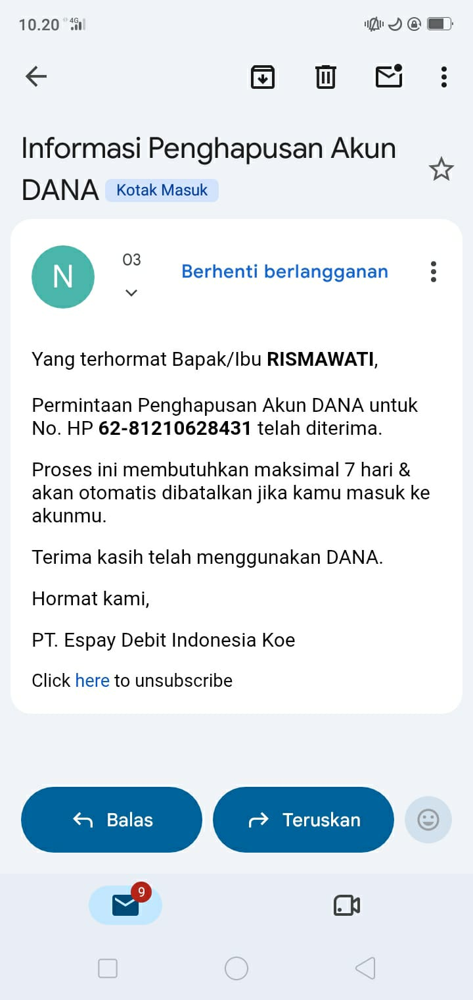 10.20 4G
Informasi Penghapusan Akun
DANA Kotak Masuk
N
03
Berhenti berlangganan
Yang terhormat Bapak/Ibu RISMAWATI,
Permintaan Penghapusan Akun DANA untuk
No. HP 62-81210628431 telah diterima.
Proses ini membutuhkan maksimal 7 hari &
akan otomatis dibatalkan jika kamu masuk ke
akunmu.
Terima kasih telah menggunakan DANA.
Hormat kami,
PT. Espay Debit Indonesia Koe
Click here to unsubscribe
Balas
Teruskan
9